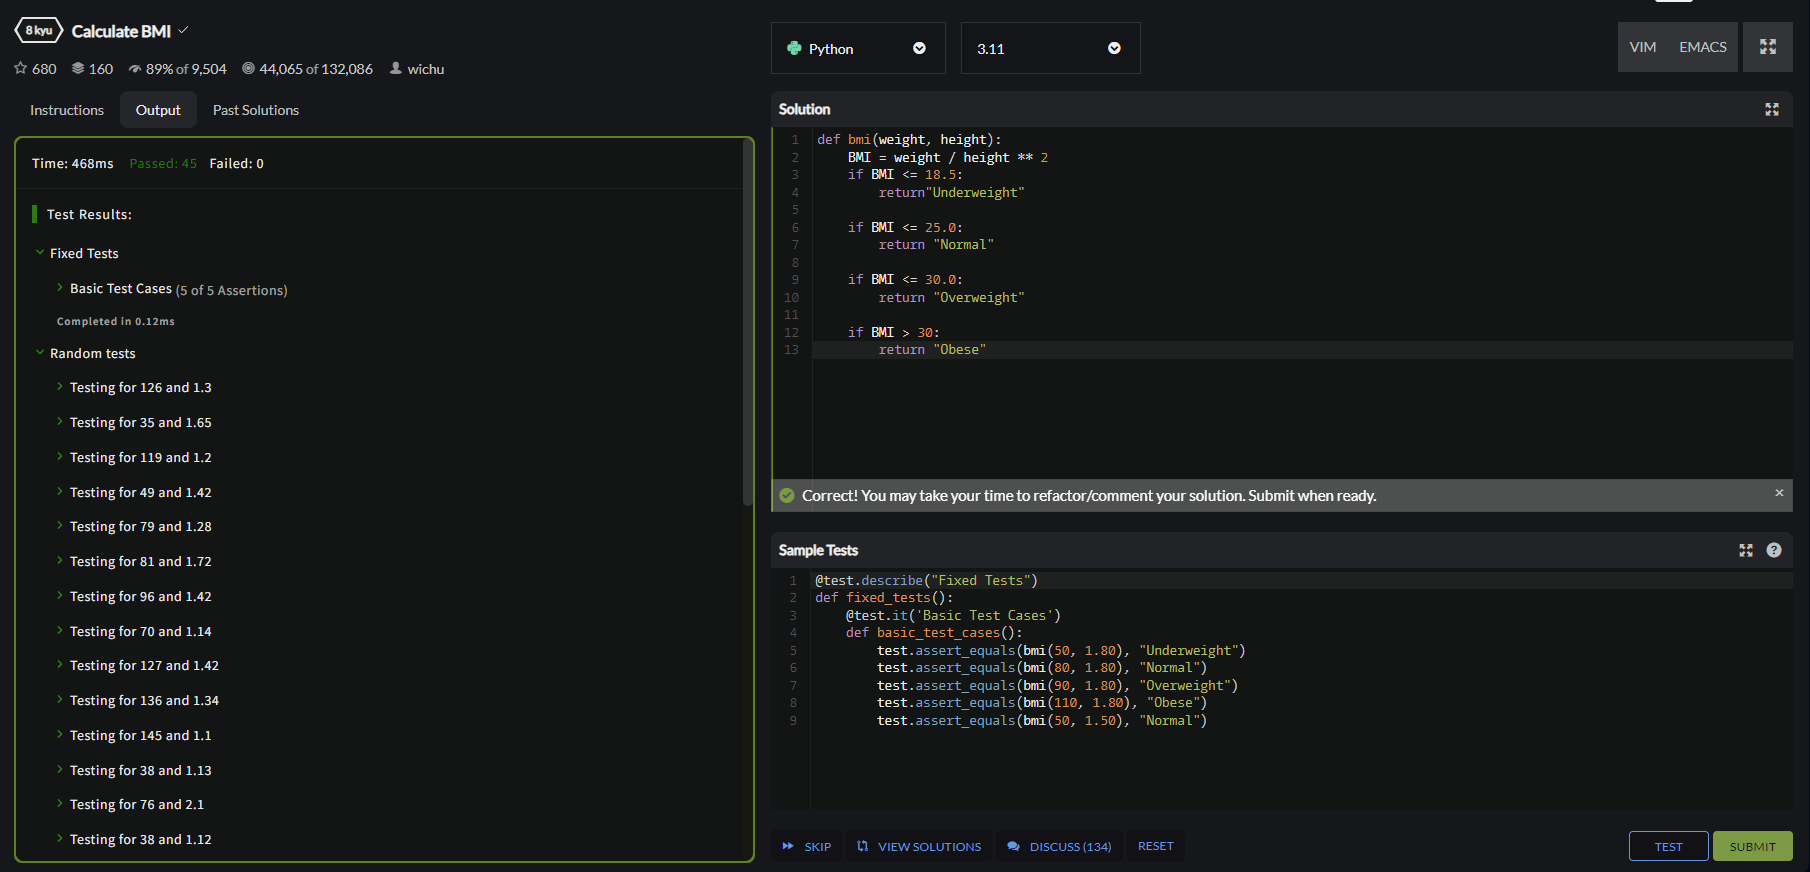 8 kyu Calculate BMI
680 160 89% of 9,504 44,065 of 132,086 wichu
Instructions Output Past Solutions
Time: 468ms Passed: 45 Failed: 0
Test Results:
Fixed Tests
Basic Test Cases (5 of 5 Assertions)
Completed in 0.12ms
Random tests
Testing for 126 and 1.3
Testing for 35 and 1.65
Testing for 119 and 1.2
Testing for 49 and 1.42
Testing for 79 and 1.28
Testing for 81 and 1.72
Testing for 96 and 1.42
Testing for 70 and 1.14
Testing for 127 and 1.42
Testing for 136 and 1.34
Testing for 145 and 1.1
Testing for 38 and 1.13
Testing for 76 and 2.1
Testing for 38 and 1.12
Python 3.11 VIM EMACS
Solution
1 def bmi(weight, height):
2     BMI = weight / height ** 2
3     if BMI <= 18.5:
4         return"Underweight"
5
6     if BMI <= 25.0:
7         return "Normal"
8
9     if BMI <= 30.0:
10         return "Overweight"
11
12     if BMI > 30:
13         return "Obese"
Correct! You may take your time to refactor/comment your solution. Submit when ready. ×
Sample Tests ?
1 @test.describe("Fixed Tests")
2 def fixed_tests():
3     @test.it('Basic Test Cases')
4     def basic_test_cases():
5         test.assert_equals(bmi(50, 1.80), "Underweight")
6         test.assert_equals(bmi(80, 1.80), "Normal")
7         test.assert_equals(bmi(90, 1.80), "Overweight")
8         test.assert_equals(bmi(110, 1.80), "Obese")
9         test.assert_equals(bmi(50, 1.50), "Normal")
SKIP VIEW SOLUTIONS DISCUSS (134) RESET TEST SUBMIT